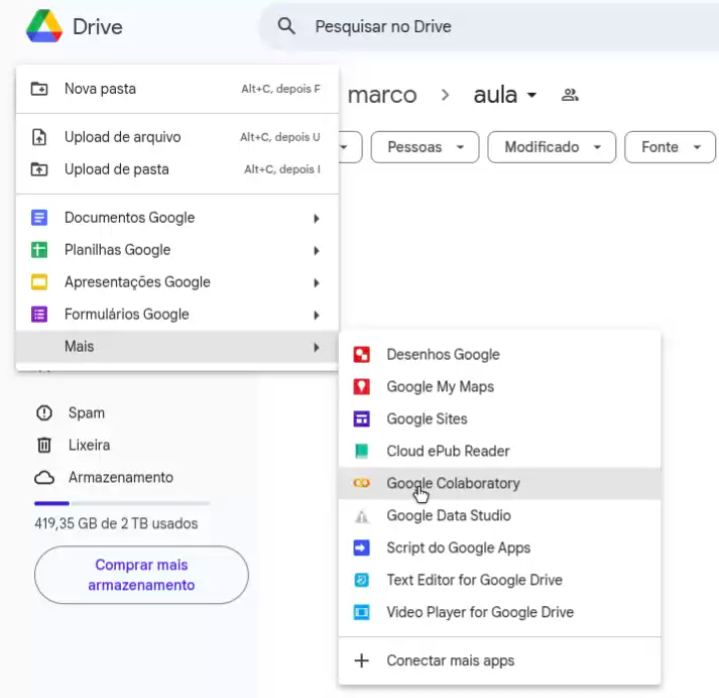 Drive
Pesquisar no Drive
marco > aula
Pessoas
Modificado
Fonte
Nova pasta Alt+C, depois F
Upload de arquivo Alt+C, depois U
Upload de pasta Alt+C, depois I
Documentos Google
Planilhas Google
Apresentações Google
Formulários Google
Mais
Desenhos Google
Google My Maps
Google Sites
Cloud ePub Reader
Google Colaboratory
Google Data Studio
Script do Google Apps
Text Editor for Google Drive
Video Player for Google Drive
Conectar mais apps
Spam
Lixeira
Armazenamento
419,35 GB de 2 TB usados
Comprar mais
armazenamento